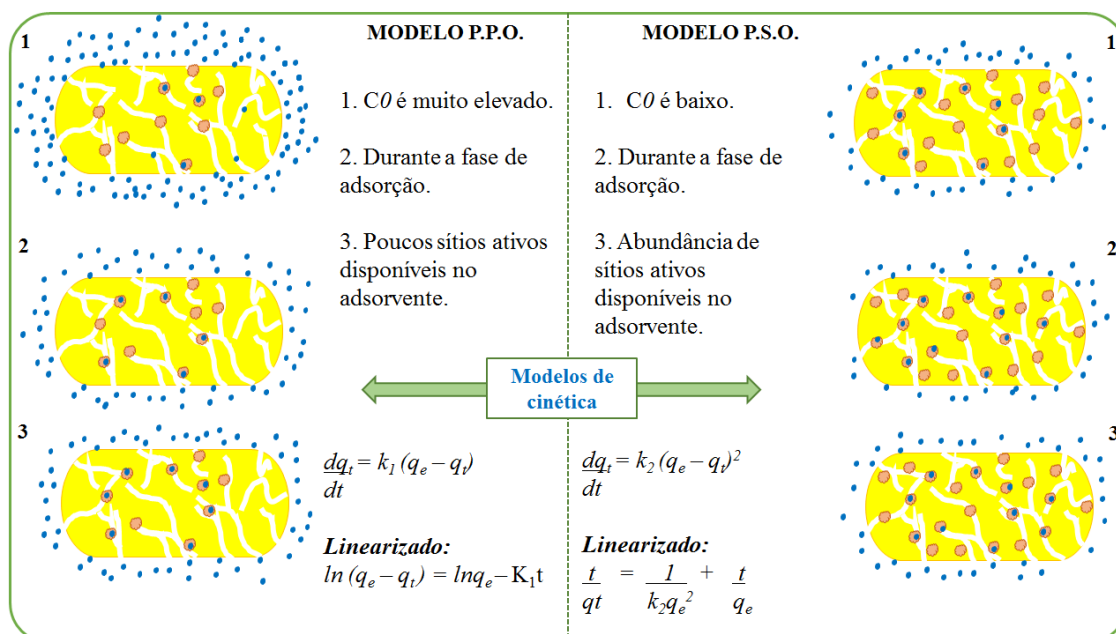 MODELO P.P.O.
1
1. C0 é muito elevado.
2. Durante a fase de
adsorção.
2
3. Poucos sítios ativos
disponíveis no
adsorvente.
3
dqt = k1 (qe – qt)
dt
Linearizado:
ln (qe – qt) = lnqe – K1t
MODELO P.S.O.
1
1. C0 é baixo.
2. Durante a fase de
adsorção.
2
3. Abundância de
sítios ativos
disponíveis no
adsorvente.
Modelos de
cinética
3
dqt = k2 (qe – qt)2
dt
Linearizado:
t = 1 + t
qt k2qe2 qe